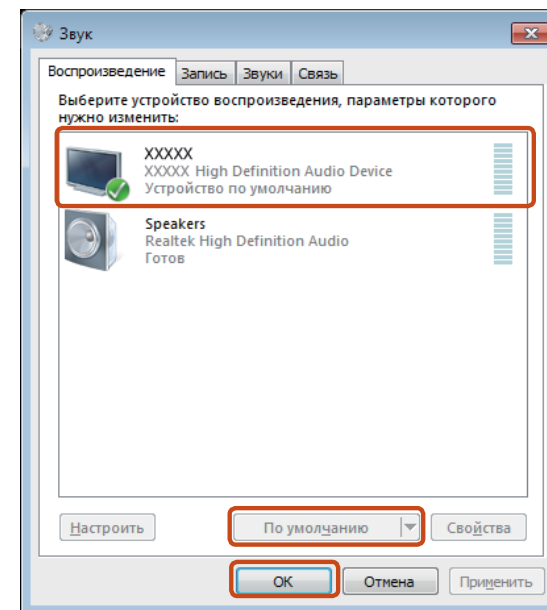 Звук
Воспроизведение Запись Звуки Связь
Выберите устройство воспроизведения, параметры которого
нужно изменить:
XXXXX
XXXXX High Definition Audio Device
Устройство по умолчанию
Speakers
Realtek High Definition Audio
Готов
Настроить По умолчанию Свойства
ОК Отмена Применить